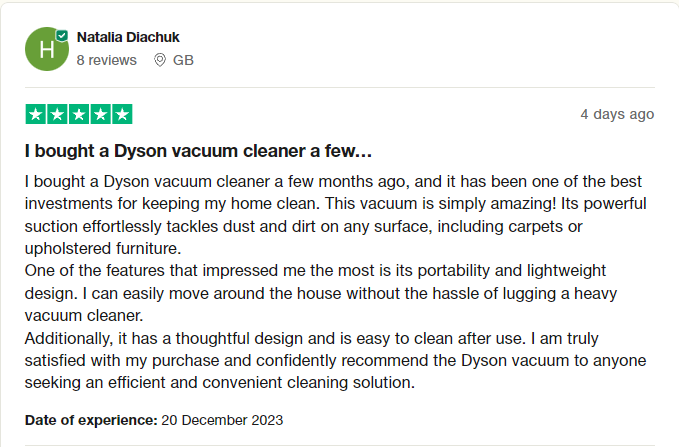 H
Natalia Diachuk
8 reviews GB
4 days ago
I bought a Dyson vacuum cleaner a few…
I bought a Dyson vacuum cleaner a few months ago, and it has been one of the best
investments for keeping my home clean. This vacuum is simply amazing! Its powerful
suction effortlessly tackles dust and dirt on any surface, including carpets or
upholstered furniture.
One of the features that impressed me the most is its portability and lightweight
design. I can easily move around the house without the hassle of lugging a heavy
vacuum cleaner.
Additionally, it has a thoughtful design and is easy to clean after use. I am truly
satisfied with my purchase and confidently recommend the Dyson vacuum to anyone
seeking an efficient and convenient cleaning solution.
Date of experience: 20 December 2023